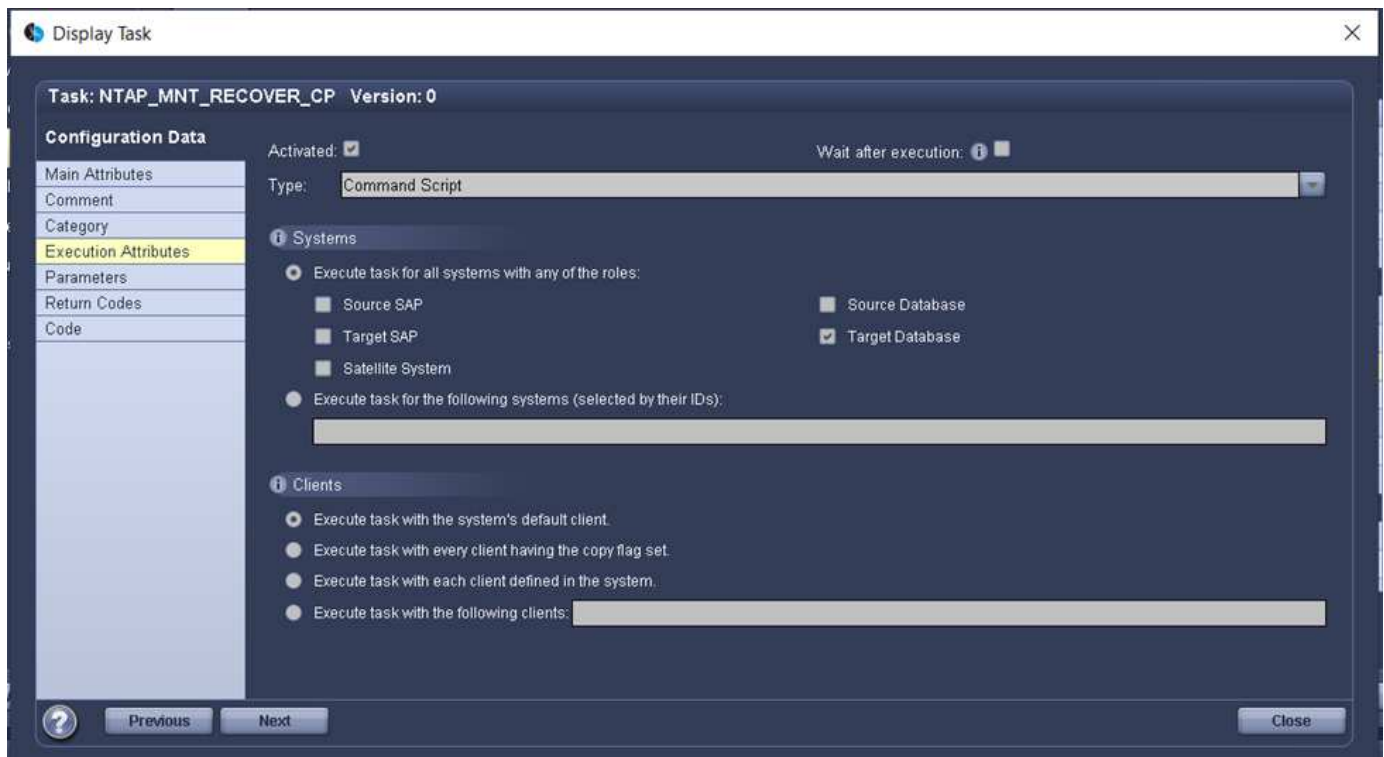 Display Task
Task: NTAP_MNT_RECOVER_CP Version: 0
Configuration Data
Main Attributes
Comment
Category
Execution Attributes
Parameters
Return Codes
Code
Activated:
Wait after execution:
Type: Command Script
Systems
Execute task for all systems with any of the roles:
Source SAP
Source Database
Target SAP
Target Database
Satellite System
Execute task for the following systems (selected by their IDs):
Clients
Execute task with the system's default client.
Execute task with every client having the copy flag set.
Execute task with each client defined in the system.
Execute task with the following clients:
Previous
Next
Close